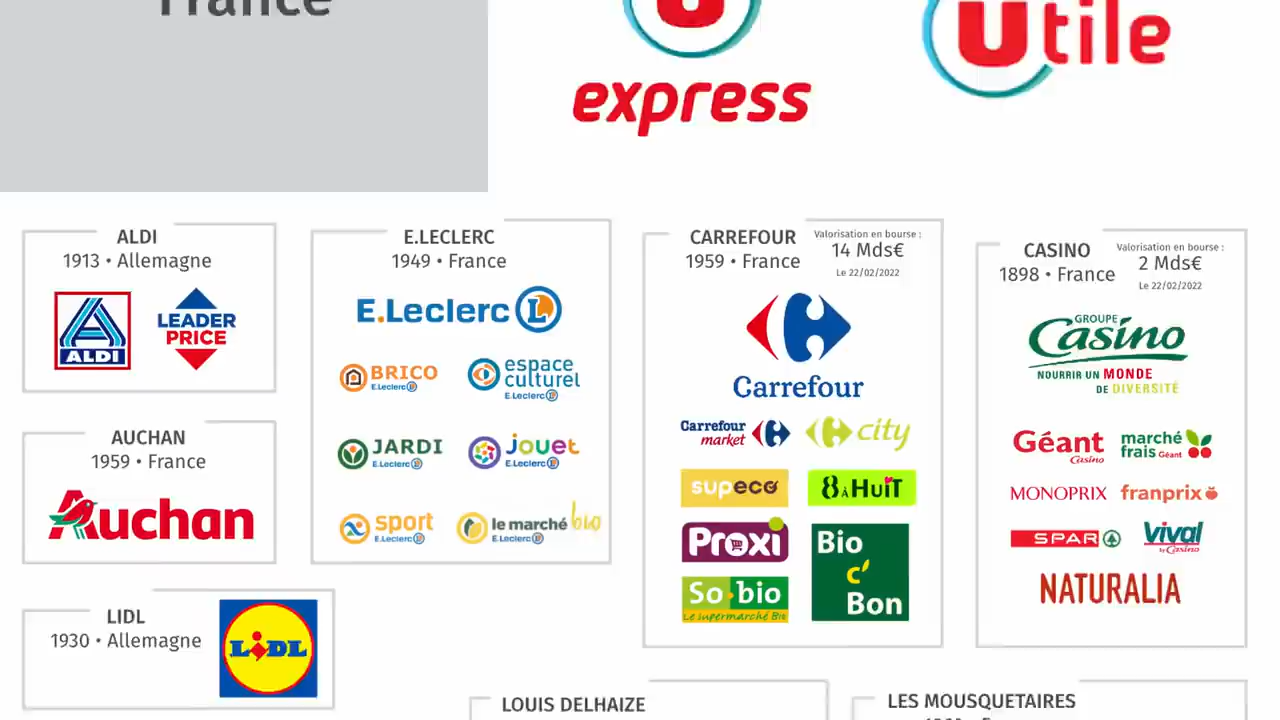 France
U
express
Utile
ALDI
1913 • Allemagne
ALDI
LEADER
PRICE
AUCHAN
1959 • France
Auchan
LIDL
1930 • Allemagne
LIDL
E.LECLERC
1949 • France
E.Leclerc L
BRICO
E.Leclerc
espace
culturel
E.Leclerc
JARDI
E.Leclerc
jouet
E.Leclerc
sport
E.Leclerc
le marché bio
E.Leclerc
CARREFOUR
1959 • France
Valorisation en bourse :
14 Mds€
Le 22/02/2022
Carrefour
Carrefour
market
city
supeco
8 À HUIT
Proxi
Bio
c'
Bon
So.bio
Le supermarché Bio
CASINO
1898 • France
Valorisation en bourse :
2 Mds€
Le 22/02/2022
GROUPE
Casino
NOURRIR UN MONDE
DE DIVERSITÉ
Géant
Casino
marché
frais Géant
MONOPRIX
franprix
SPAR
vival
by Casino
NATURALIA
LOUIS DELHAIZE
LES MOUSQUETAIRES